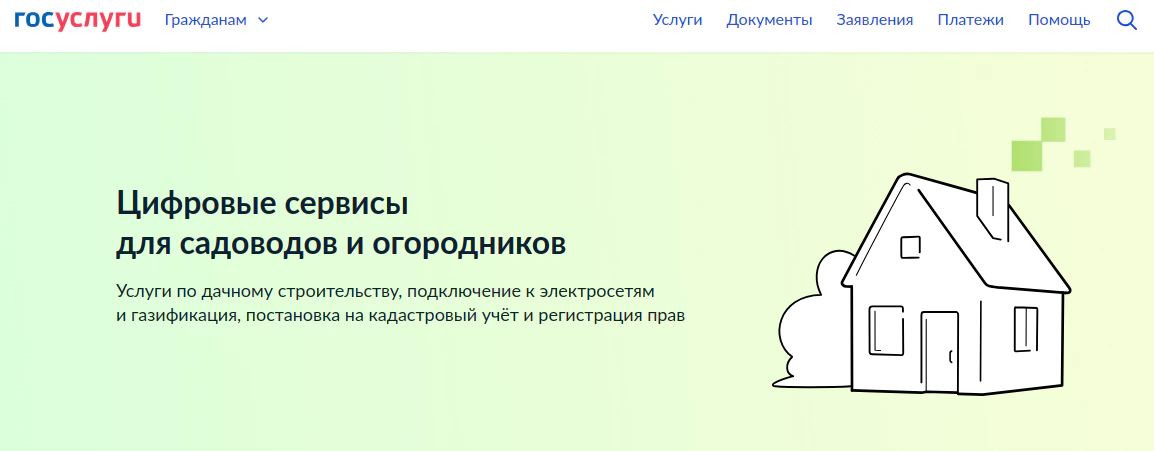 госуслуги Гражданам Услуги Документы Заявления Платежи Помощь
Цифровые сервисы
для садоводов и огородников
Услуги по дачному строительству, подключение к электросетям
и газификация, постановка на кадастровый учёт и регистрация прав